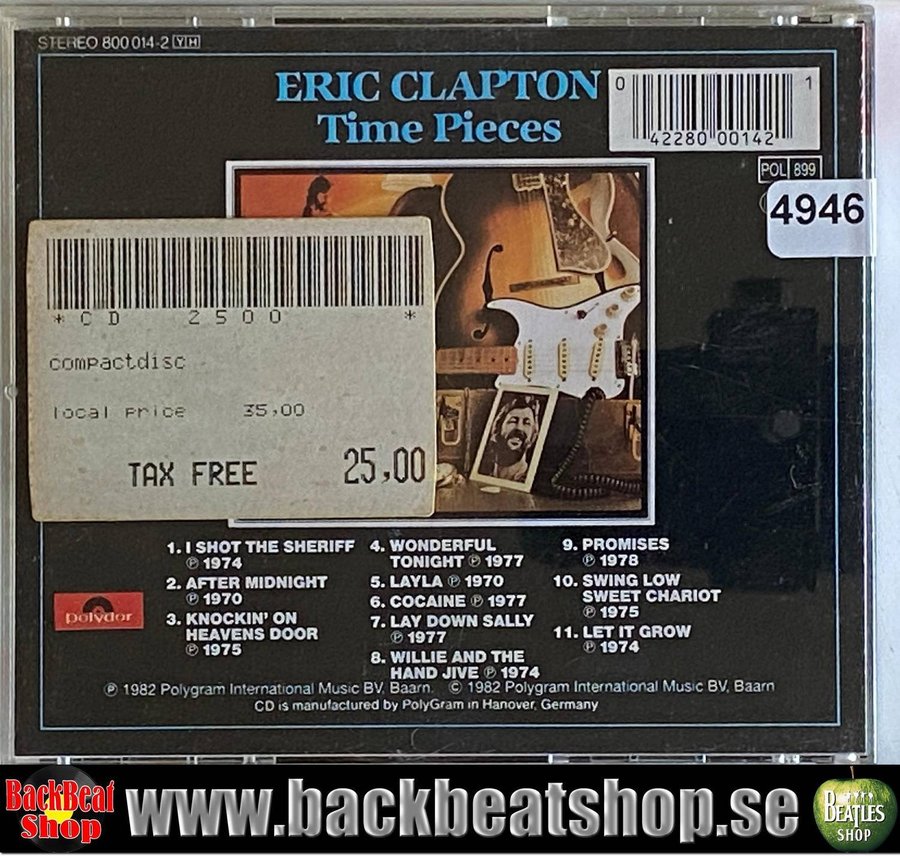 STEREO 800 014-2 Y H
ERIC CLAPTON
Time Pieces
0 1
42280 00142
POL 899
4946
* C D 2 5 0 0 *
compactdisc
local price 35,00
TAX FREE 25,00
1. I SHOT THE SHERIFF
℗ 1974
2. AFTER MIDNIGHT
℗ 1970
3. KNOCKIN' ON
HEAVENS DOOR
℗ 1975
4. WONDERFUL
TONIGHT ℗ 1977
5. LAYLA ℗ 1970
6. COCAINE ℗ 1977
7. LAY DOWN SALLY
℗ 1977
8. WILLIE AND THE
HAND JIVE ℗ 1974
9. PROMISES
℗ 1978
10. SWING LOW
SWEET CHARIOT
℗ 1975
11. LET IT GROW
℗ 1974
polydor
℗ 1982 Polygram International Music BV, Baarn. © 1982 Polygram International Music BV, Baarn
CD is manufactured by PolyGram in Hanover, Germany
BackBeat
Shop
www.backbeatshop.se
BEATLES
SHOP